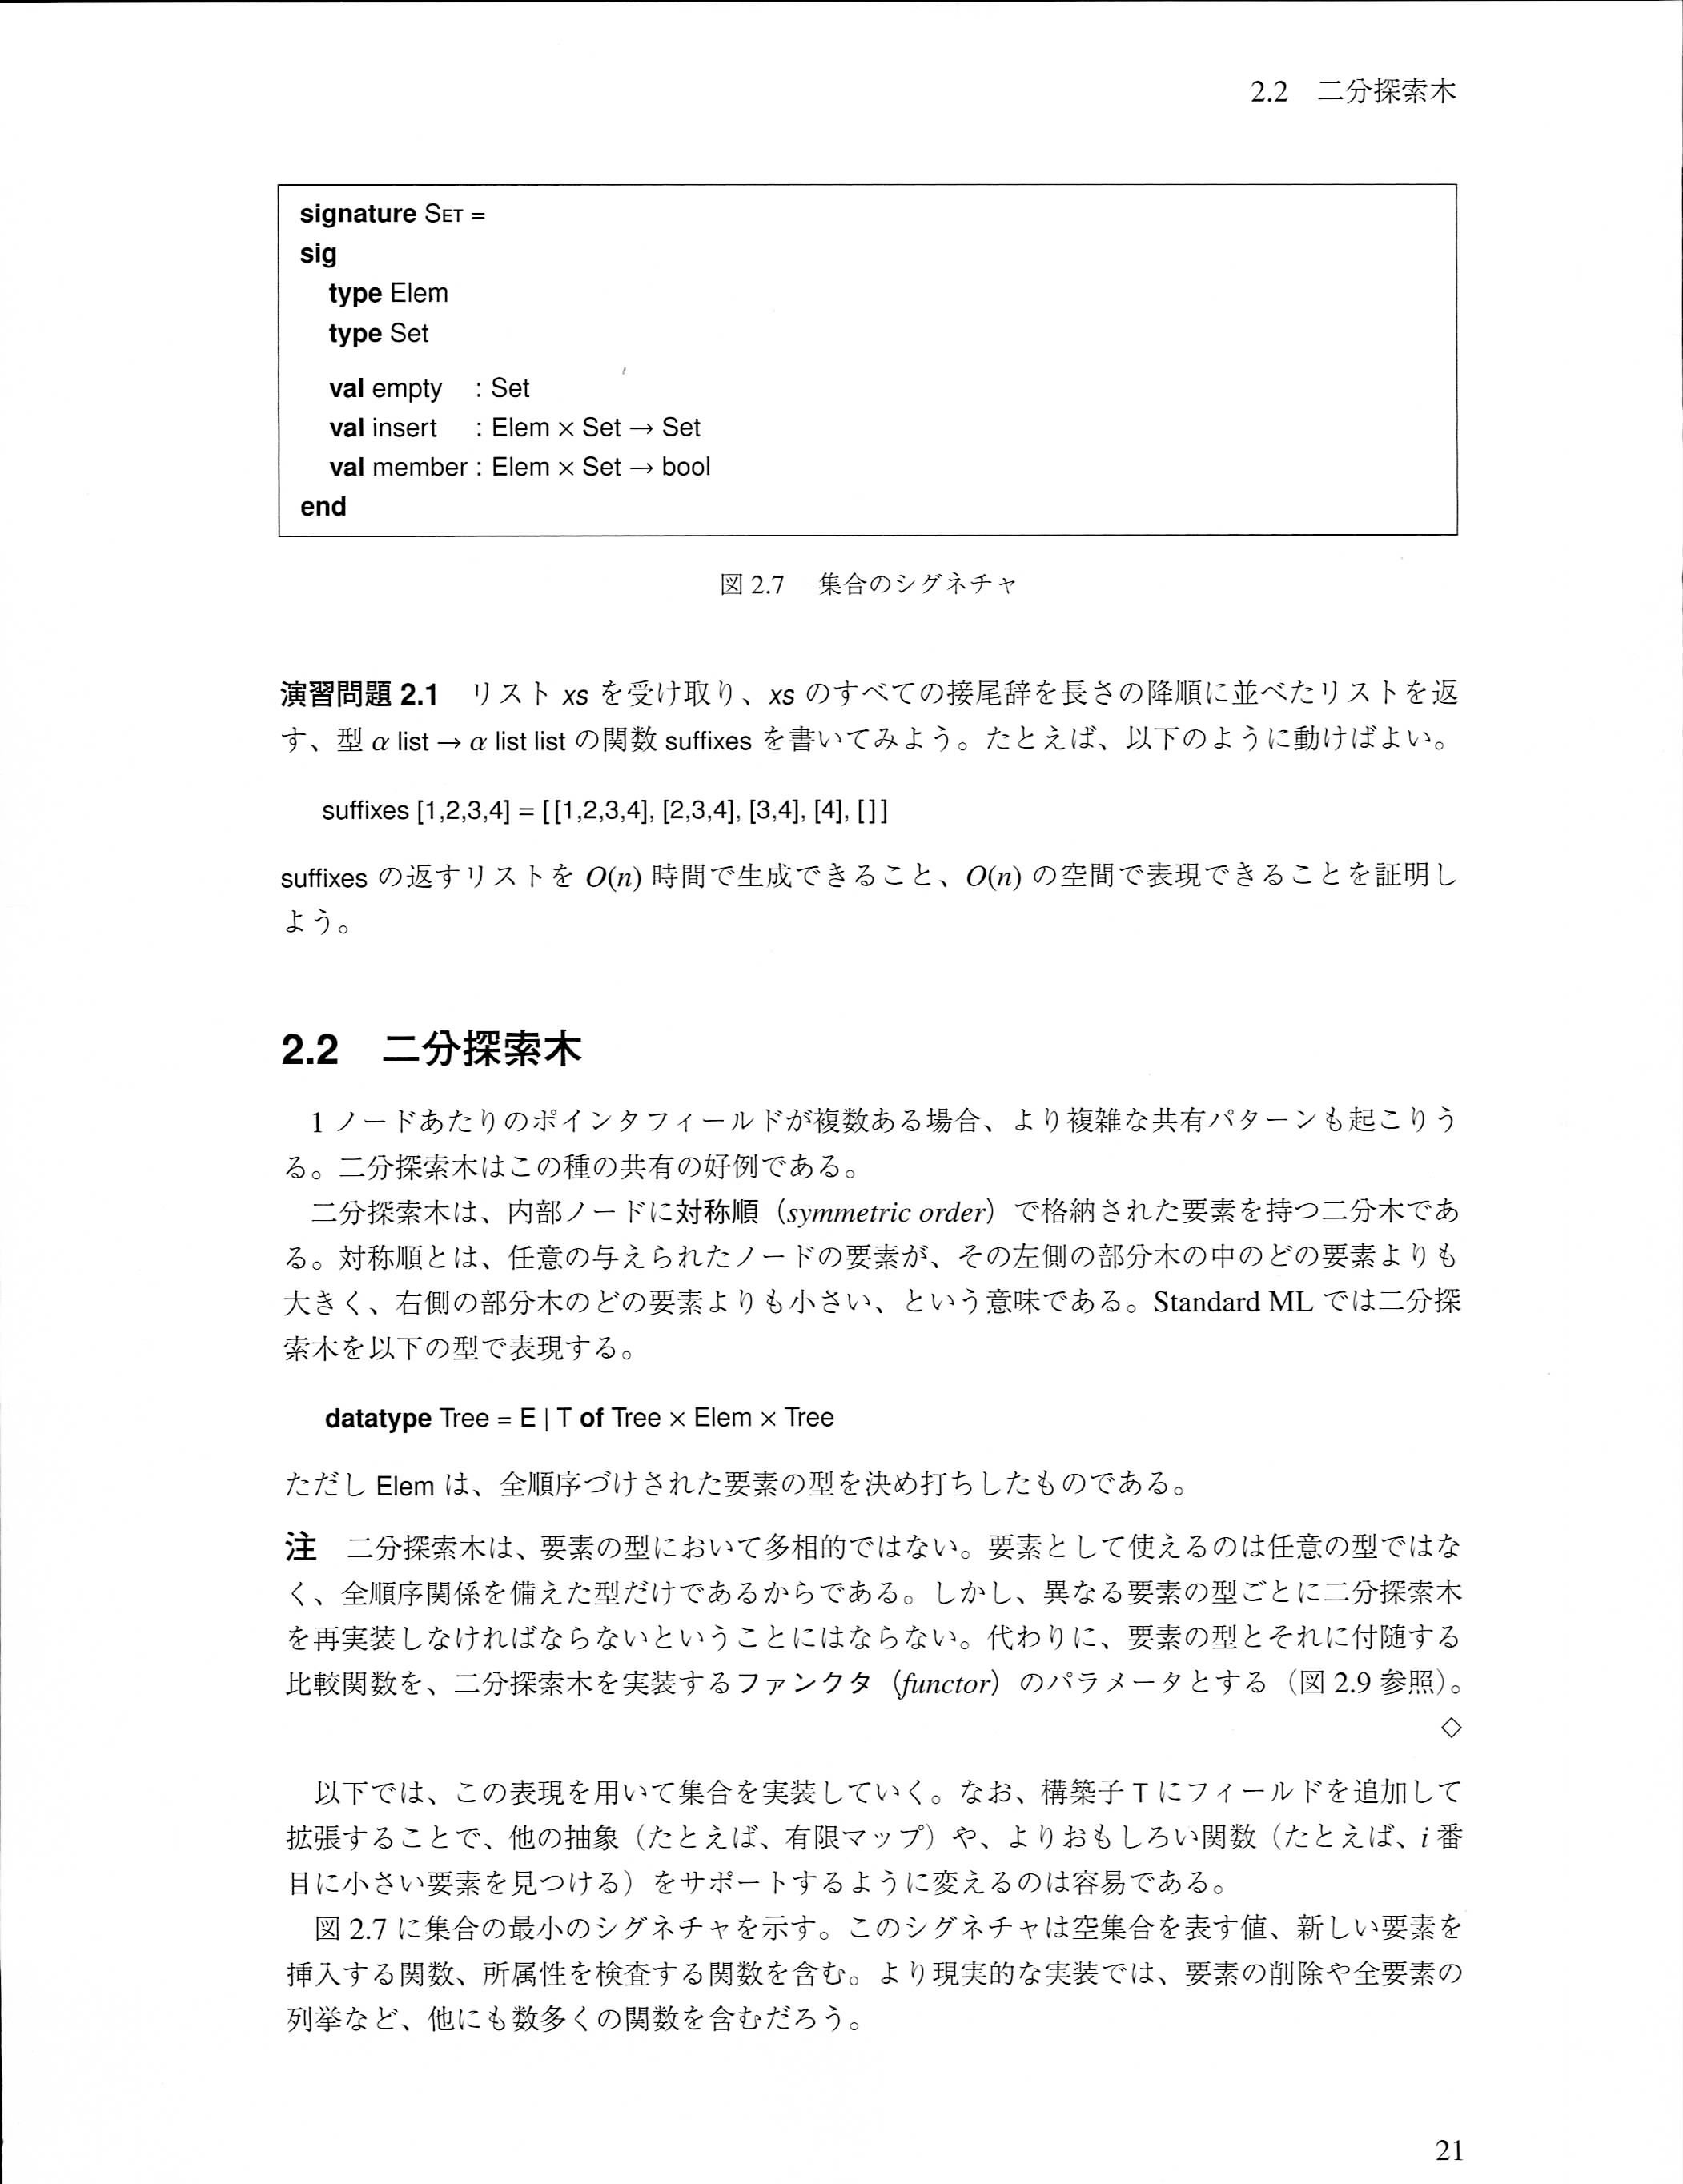 2.2 二分探索木
signature SET =
sig
type Elem
type Set
val empty : Set
val insert : Elem × Set → Set
val member : Elem × Set → bool
end
図 2.7 集合のシグネチャ
演習問題 2.1 リスト xs を受け取り、xs のすべての接尾辞を長さの降順に並べたリストを返
す、型 α list → α list list の関数 suffixes を書いてみよう。たとえば、以下のように動けばよい。
suffixes [1,2,3,4] = [[1,2,3,4], [2,3,4], [3,4], [4], []]
suffixes の返すリストを O(n) 時間で生成できること、O(n) の空間で表現できることを証明し
よう。
2.2 二分探索木
1 ノードあたりのポインタフィールドが複数ある場合、より複雑な共有パターンも起こりう
る。二分探索木はこの種の共有の好例である。
二分探索木は、内部ノードに対称順（symmetric order）で格納された要素を持つ二分木であ
る。対称順とは、任意の与えられたノードの要素が、その左側の部分木の中のどの要素よりも
大きく、右側の部分木のどの要素よりも小さい、という意味である。Standard ML では二分探
索木を以下の型で表現する。
datatype Tree = E | T of Tree × Elem × Tree
ただし Elem は、全順序づけされた要素の型を決め打ちしたものである。
注 二分探索木は、要素の型において多相的ではない。要素として使えるのは任意の型ではな
く、全順序関係を備えた型だけであるからである。しかし、異なる要素の型ごとに二分探索木
を再実装しなければならないということにはならない。代わりに、要素の型とそれに付随する
比較関数を、二分探索木を実装するファンクタ（functor）のパラメータとする（図 2.9 参照）。
◇
以下では、この表現を用いて集合を実装していく。なお、構築子 T にフィールドを追加して
拡張することで、他の抽象（たとえば、有限マップ）や、よりおもしろい関数（たとえば、i 番
目に小さい要素を見つける）をサポートするように変えるのは容易である。
図 2.7 に集合の最小のシグネチャを示す。このシグネチャは空集合を表す値、新しい要素を
挿入する関数、所属性を検査する関数を含む。より現実的な実装では、要素の削除や全要素の
列挙など、他にも数多くの関数を含むだろう。
21